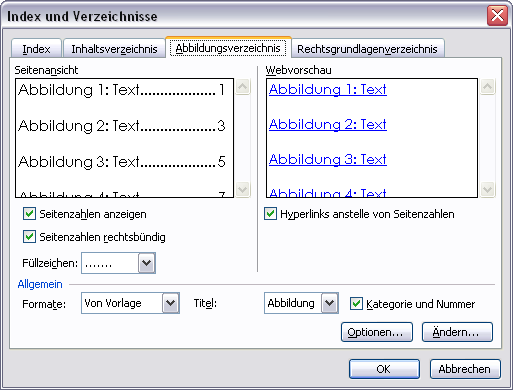 Index und Verzeichnisse
Index Inhaltsverzeichnis Abbildungsverzeichnis Rechtsgrundlagenverzeichnis
Seitenansicht
Abbildung 1: Text.................... 1
Abbildung 2: Text.................... 3
Abbildung 3: Text.................... 5
Abbildung 4: Text.................... 7
Webvorschau
Abbildung 1: Text
Abbildung 2: Text
Abbildung 3: Text
Abbildung 4: Text
Seitenzahlen anzeigen
Seitenzahlen rechtsbündig
Füllzeichen: .......
Hyperlinks anstelle von Seitenzahlen
Allgemein
Formate: Von Vorlage Titel: Abbildung Kategorie und Nummer
Optionen... Ändern...
OK Abbrechen